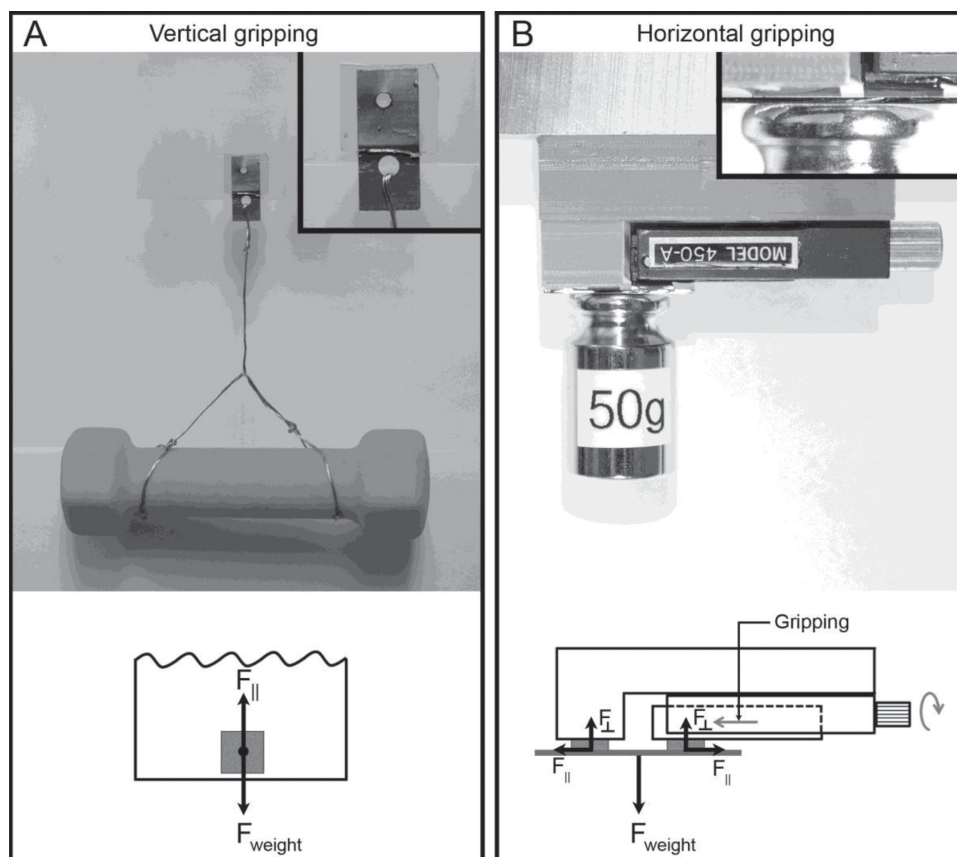 A
Vertical gripping
B
Horizontal gripping
MODEL 450-A
50g
F||
Fweight
Gripping
F⊥
F⊥
F||
F||
Fweight